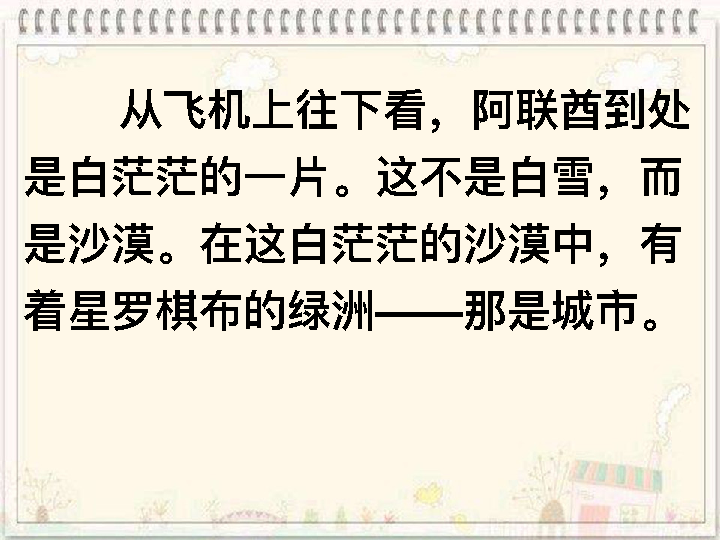 从飞机上往下看，阿联酋到处
是白茫茫的一片。这不是白雪，而
是沙漠。在这白茫茫的沙漠中，有
着星罗棋布的绿洲——那是城市。